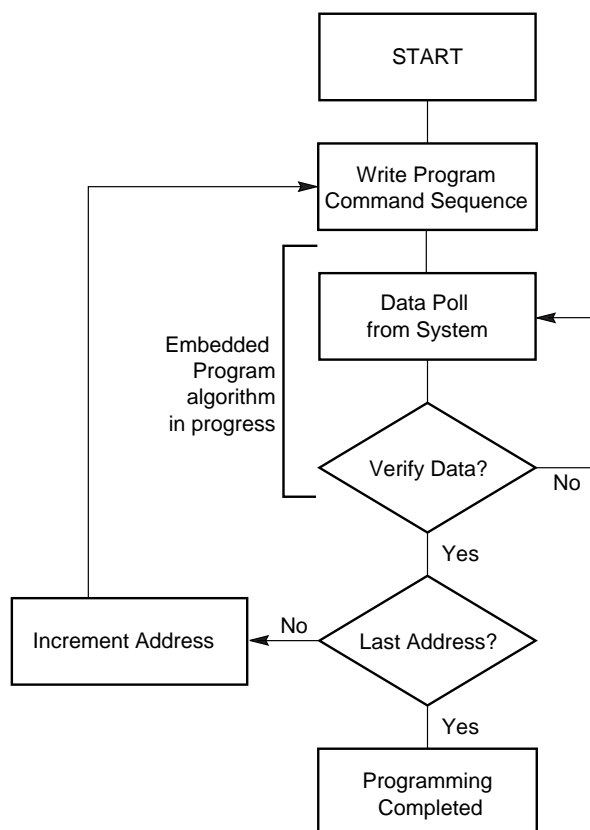 START
Write Program
Command Sequence
Data Poll
from System
Embedded
Program
algorithm
in progress
Verify Data?
No
Yes
Last Address?
No
Increment Address
Yes
Programming
Completed